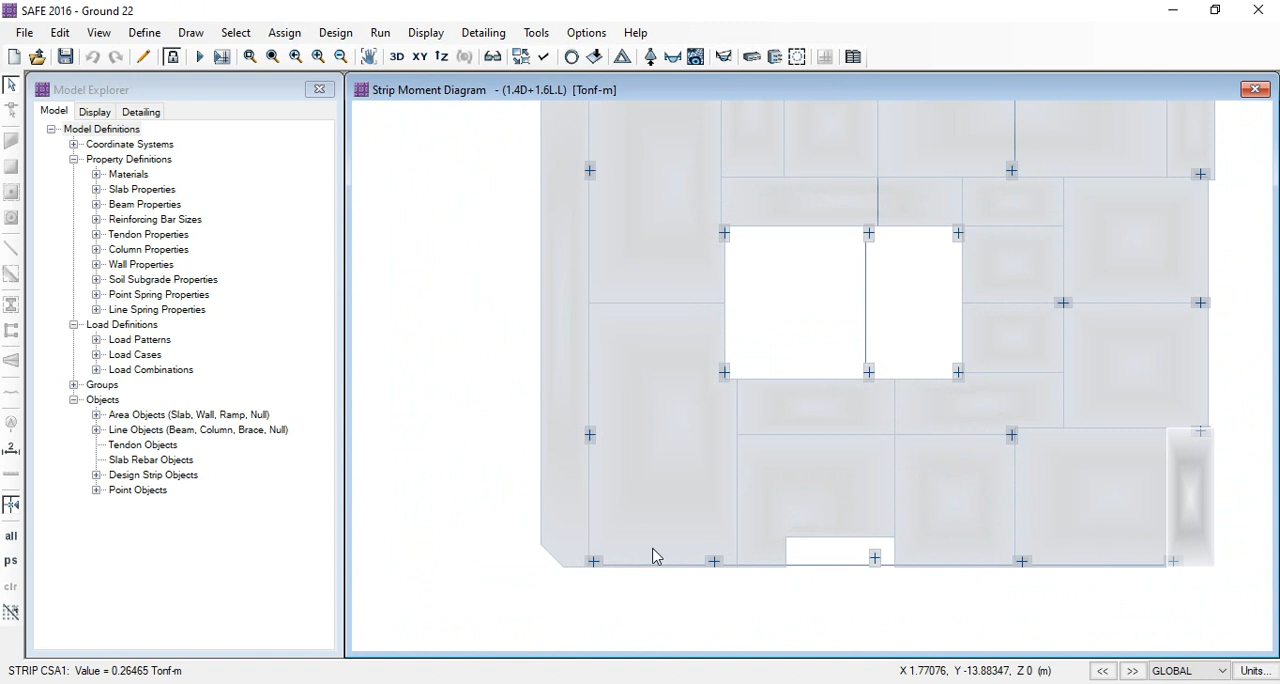 SAFE 2016 - Ground 22
File Edit View Define Draw Select Assign Design Run Display Detailing Tools Options Help
3D XY
Model Explorer
Strip Moment Diagram - (1.4D+1.6L.L) [Tonf-m]
Model Display Detailing
Model Definitions
Coordinate Systems
Property Definitions
Materials
Slab Properties
Beam Properties
Reinforcing Bar Sizes
Tendon Properties
Column Properties
Wall Properties
Soil Subgrade Properties
Point Spring Properties
Line Spring Properties
Load Definitions
Load Patterns
Load Cases
Load Combinations
Groups
Objects
Area Objects (Slab, Wall, Ramp, Null)
Line Objects (Beam, Column, Brace, Null)
Tendon Objects
Slab Rebar Objects
Design Strip Objects
Point Objects
2
all
ps
clr
STRIP CSA1: Value = 0.26465 Tonf-m
X 1.77076, Y -13.88347, Z 0 (m)
<< >> GLOBAL Units...